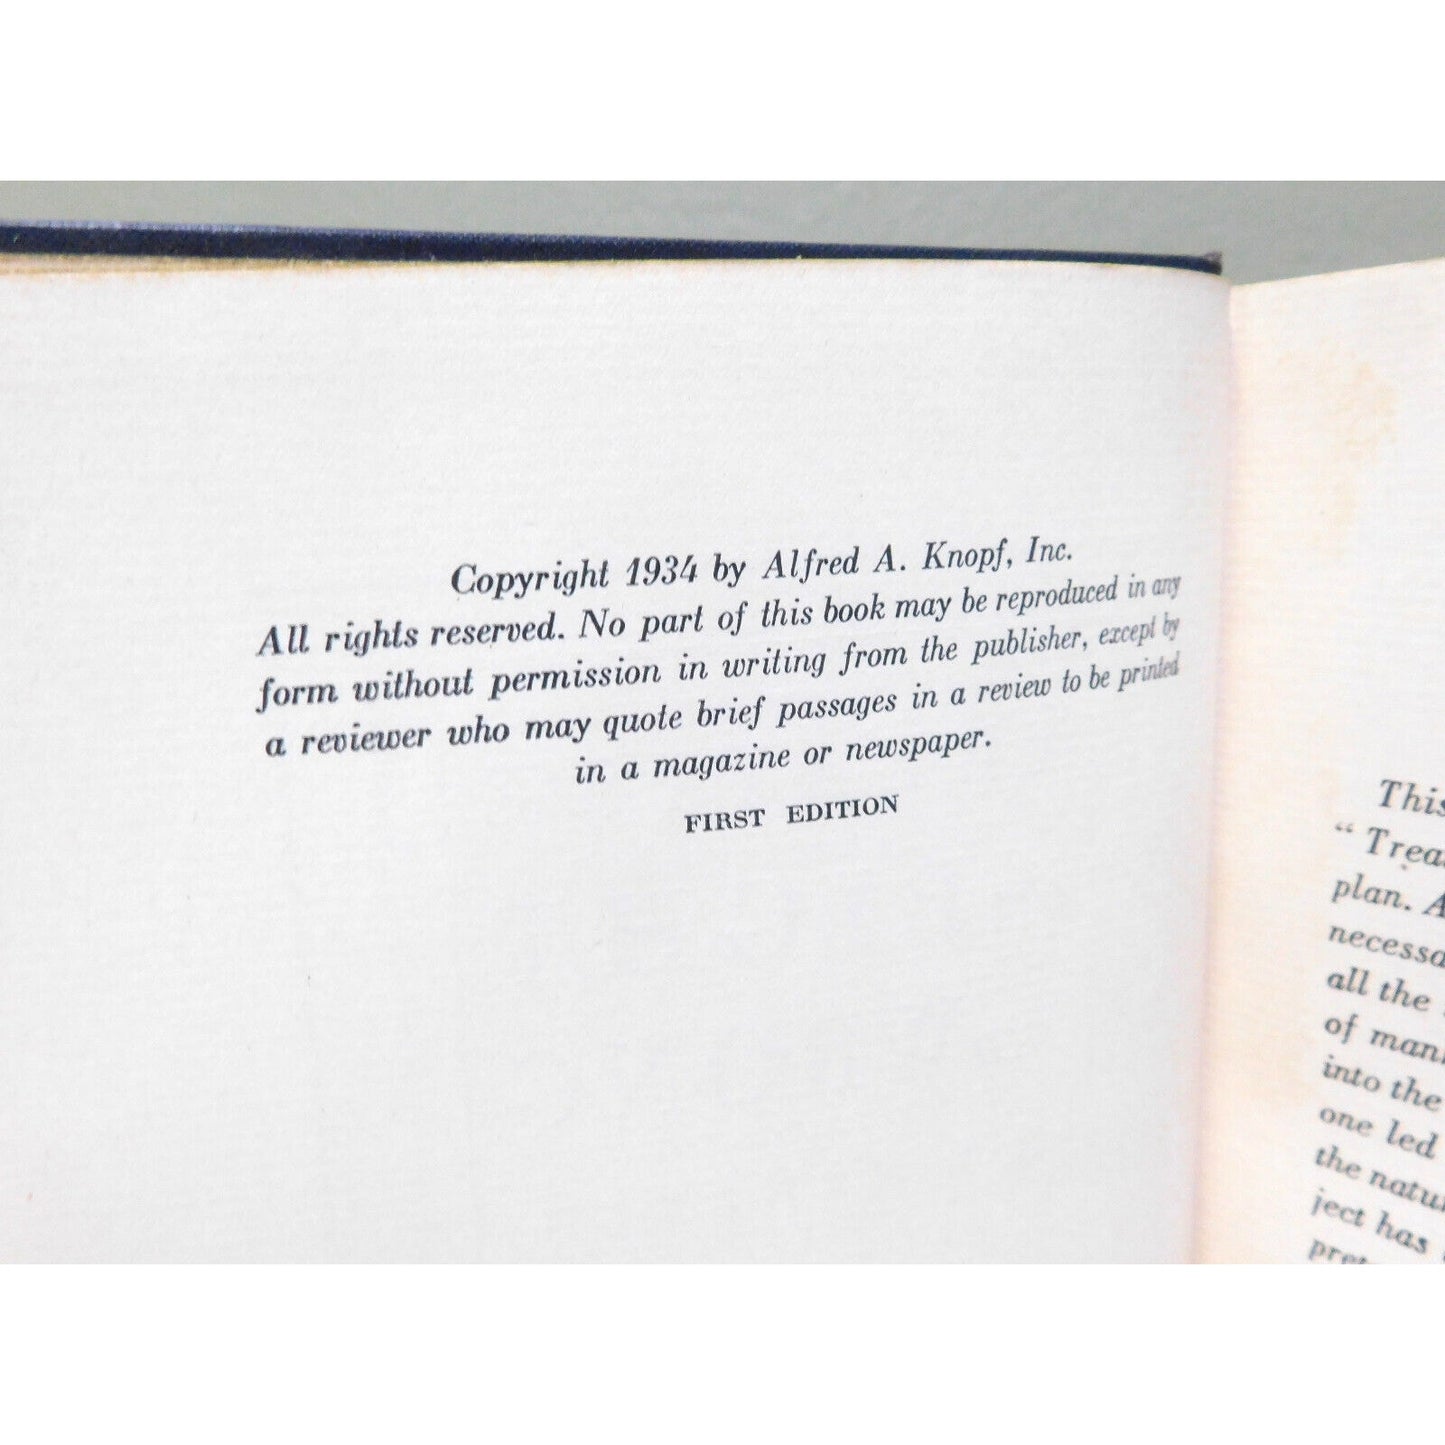 Copyright 1934 by Alfred A. Knopf, Inc.
All rights reserved. No part of this book may be reproduced in any
form without permission in writing from the publisher, except by
a reviewer who may quote brief passages in a review to be printed
in a magazine or newspaper.
FIRST EDITION
This
"
plan.
all the
of
into the
one led
the
ject has